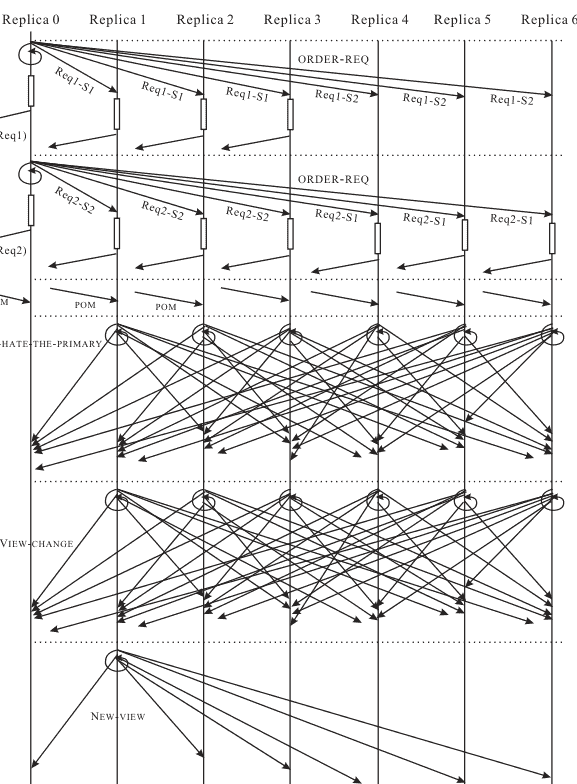 Replica 0 Replica 1 Replica 2 Replica 3 Replica 4 Replica 5 Replica 6
ORDER-REQ
Req1-S1 Req1-S1 Req1-S1 Req1-S2 Req1-S2 Req1-S2
Req1)
ORDER-REQ
Req2-S2 Req2-S2 Req2-S2 Req2-S1 Req2-S1 Req2-S1
Req2)
M POM POM
-HATE-THE-PRIMARY
VIEW-CHANGE
NEW-VIEW